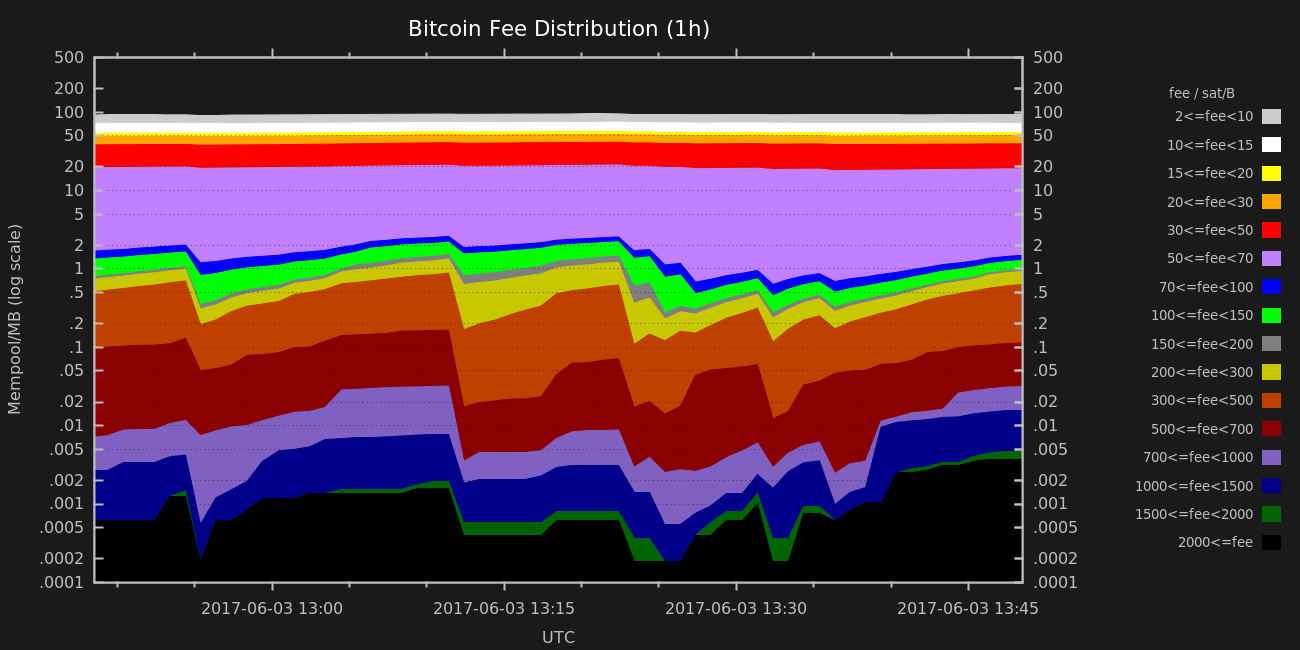 Bitcoin Fee Distribution (1h)
Mempool/MB (log scale)
500
200
100
50
20
10
5
2
1
.5
.2
.1
.05
.02
.01
.005
.002
.001
.0005
.0002
.0001
500
200
100
50
20
10
5
2
1
.5
.2
.1
.05
.02
.01
.005
.002
.001
.0005
.0002
.0001
2017-06-03 13:00
2017-06-03 13:15
2017-06-03 13:30
2017-06-03 13:45
UTC
fee / sat/B
2<=fee<10
10<=fee<15
15<=fee<20
20<=fee<30
30<=fee<50
50<=fee<70
70<=fee<100
100<=fee<150
150<=fee<200
200<=fee<300
300<=fee<500
500<=fee<700
700<=fee<1000
1000<=fee<1500
1500<=fee<2000
2000<=fee